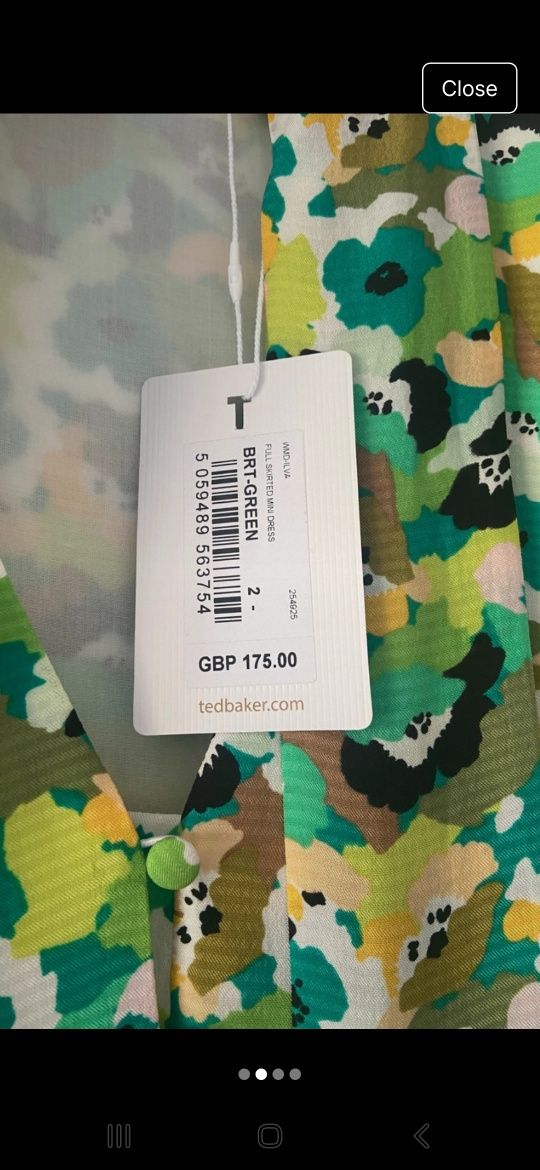 Close
T
WMD-ILVA
254925
FULL SKIRTED MINI DRESS
BRT-GREEN
2 -
5 059489 563754
GBP 175.00
tedbaker.com